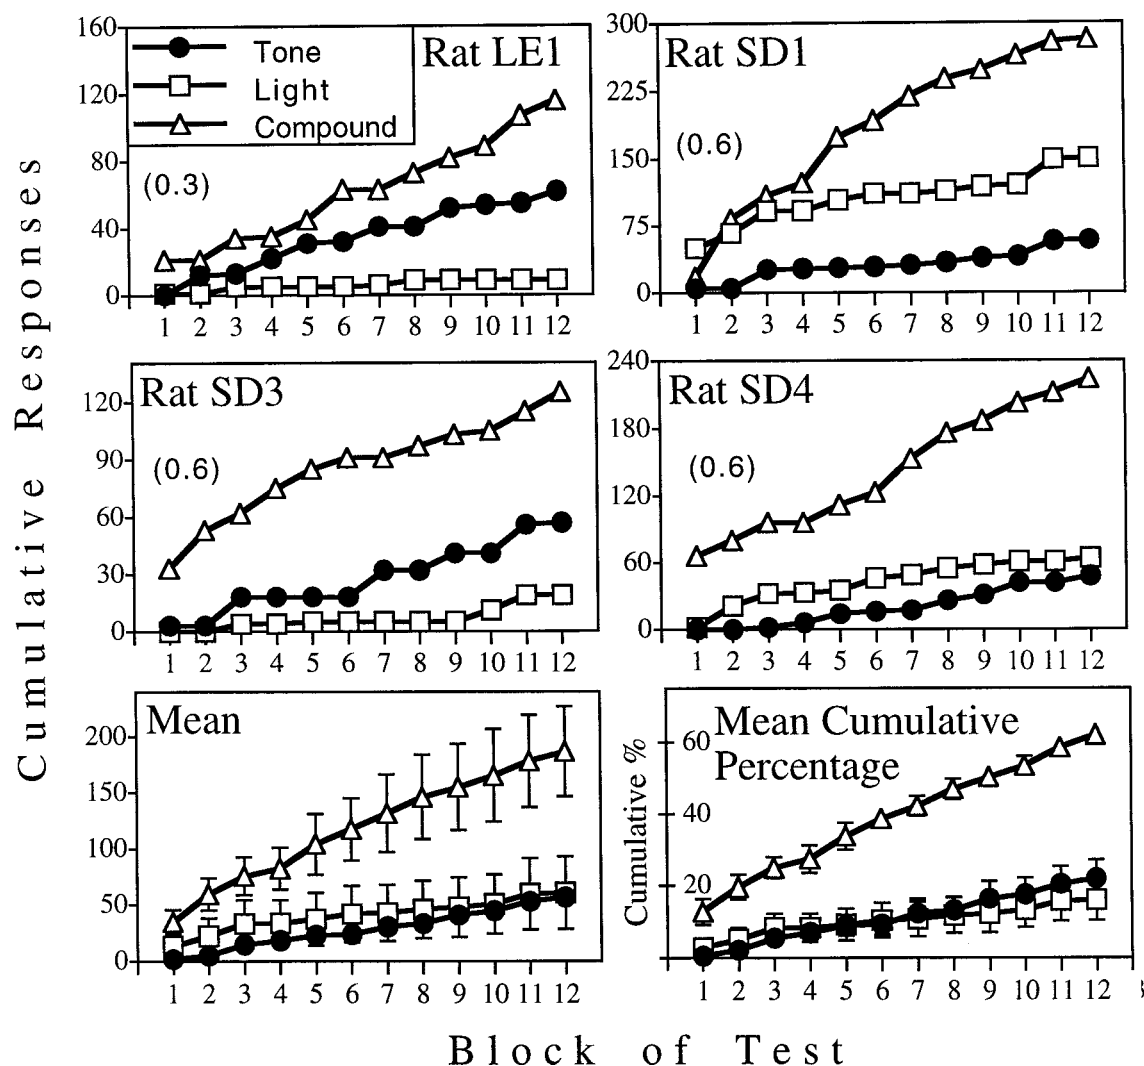 Cumulative Responses
160
120
80
40
0
Tone
Light
Compound
Rat LE1
(0.3)
1 2 3 4 5 6 7 8 9 10 11 12
300
225
150
75
0
Rat SD1
(0.6)
1 2 3 4 5 6 7 8 9 10 11 12
120
90
60
30
0
Rat SD3
(0.6)
1 2 3 4 5 6 7 8 9 10 11 12
240
180
120
60
0
Rat SD4
(0.6)
1 2 3 4 5 6 7 8 9 10 11 12
200
150
100
50
0
Mean
1 2 3 4 5 6 7 8 9 10 11 12
Cumulative %
60
40
20
Mean Cumulative
Percentage
1 2 3 4 5 6 7 8 9 10 11 12
Block of Test